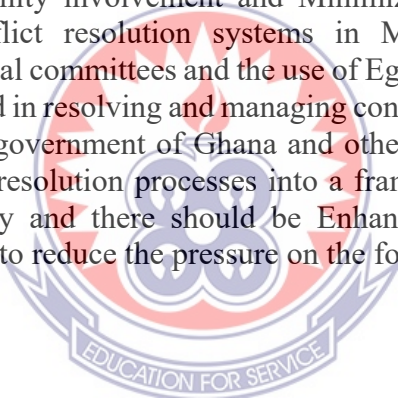 nity involvement and Minimiz
flict resolution systems in M
al committees and the use of Eg
d in resolving and managing con
government of Ghana and othe
resolution processes into a fran
y and there should be Enhan
to reduce the pressure on the fo
EDUCATION FOR SERVICE